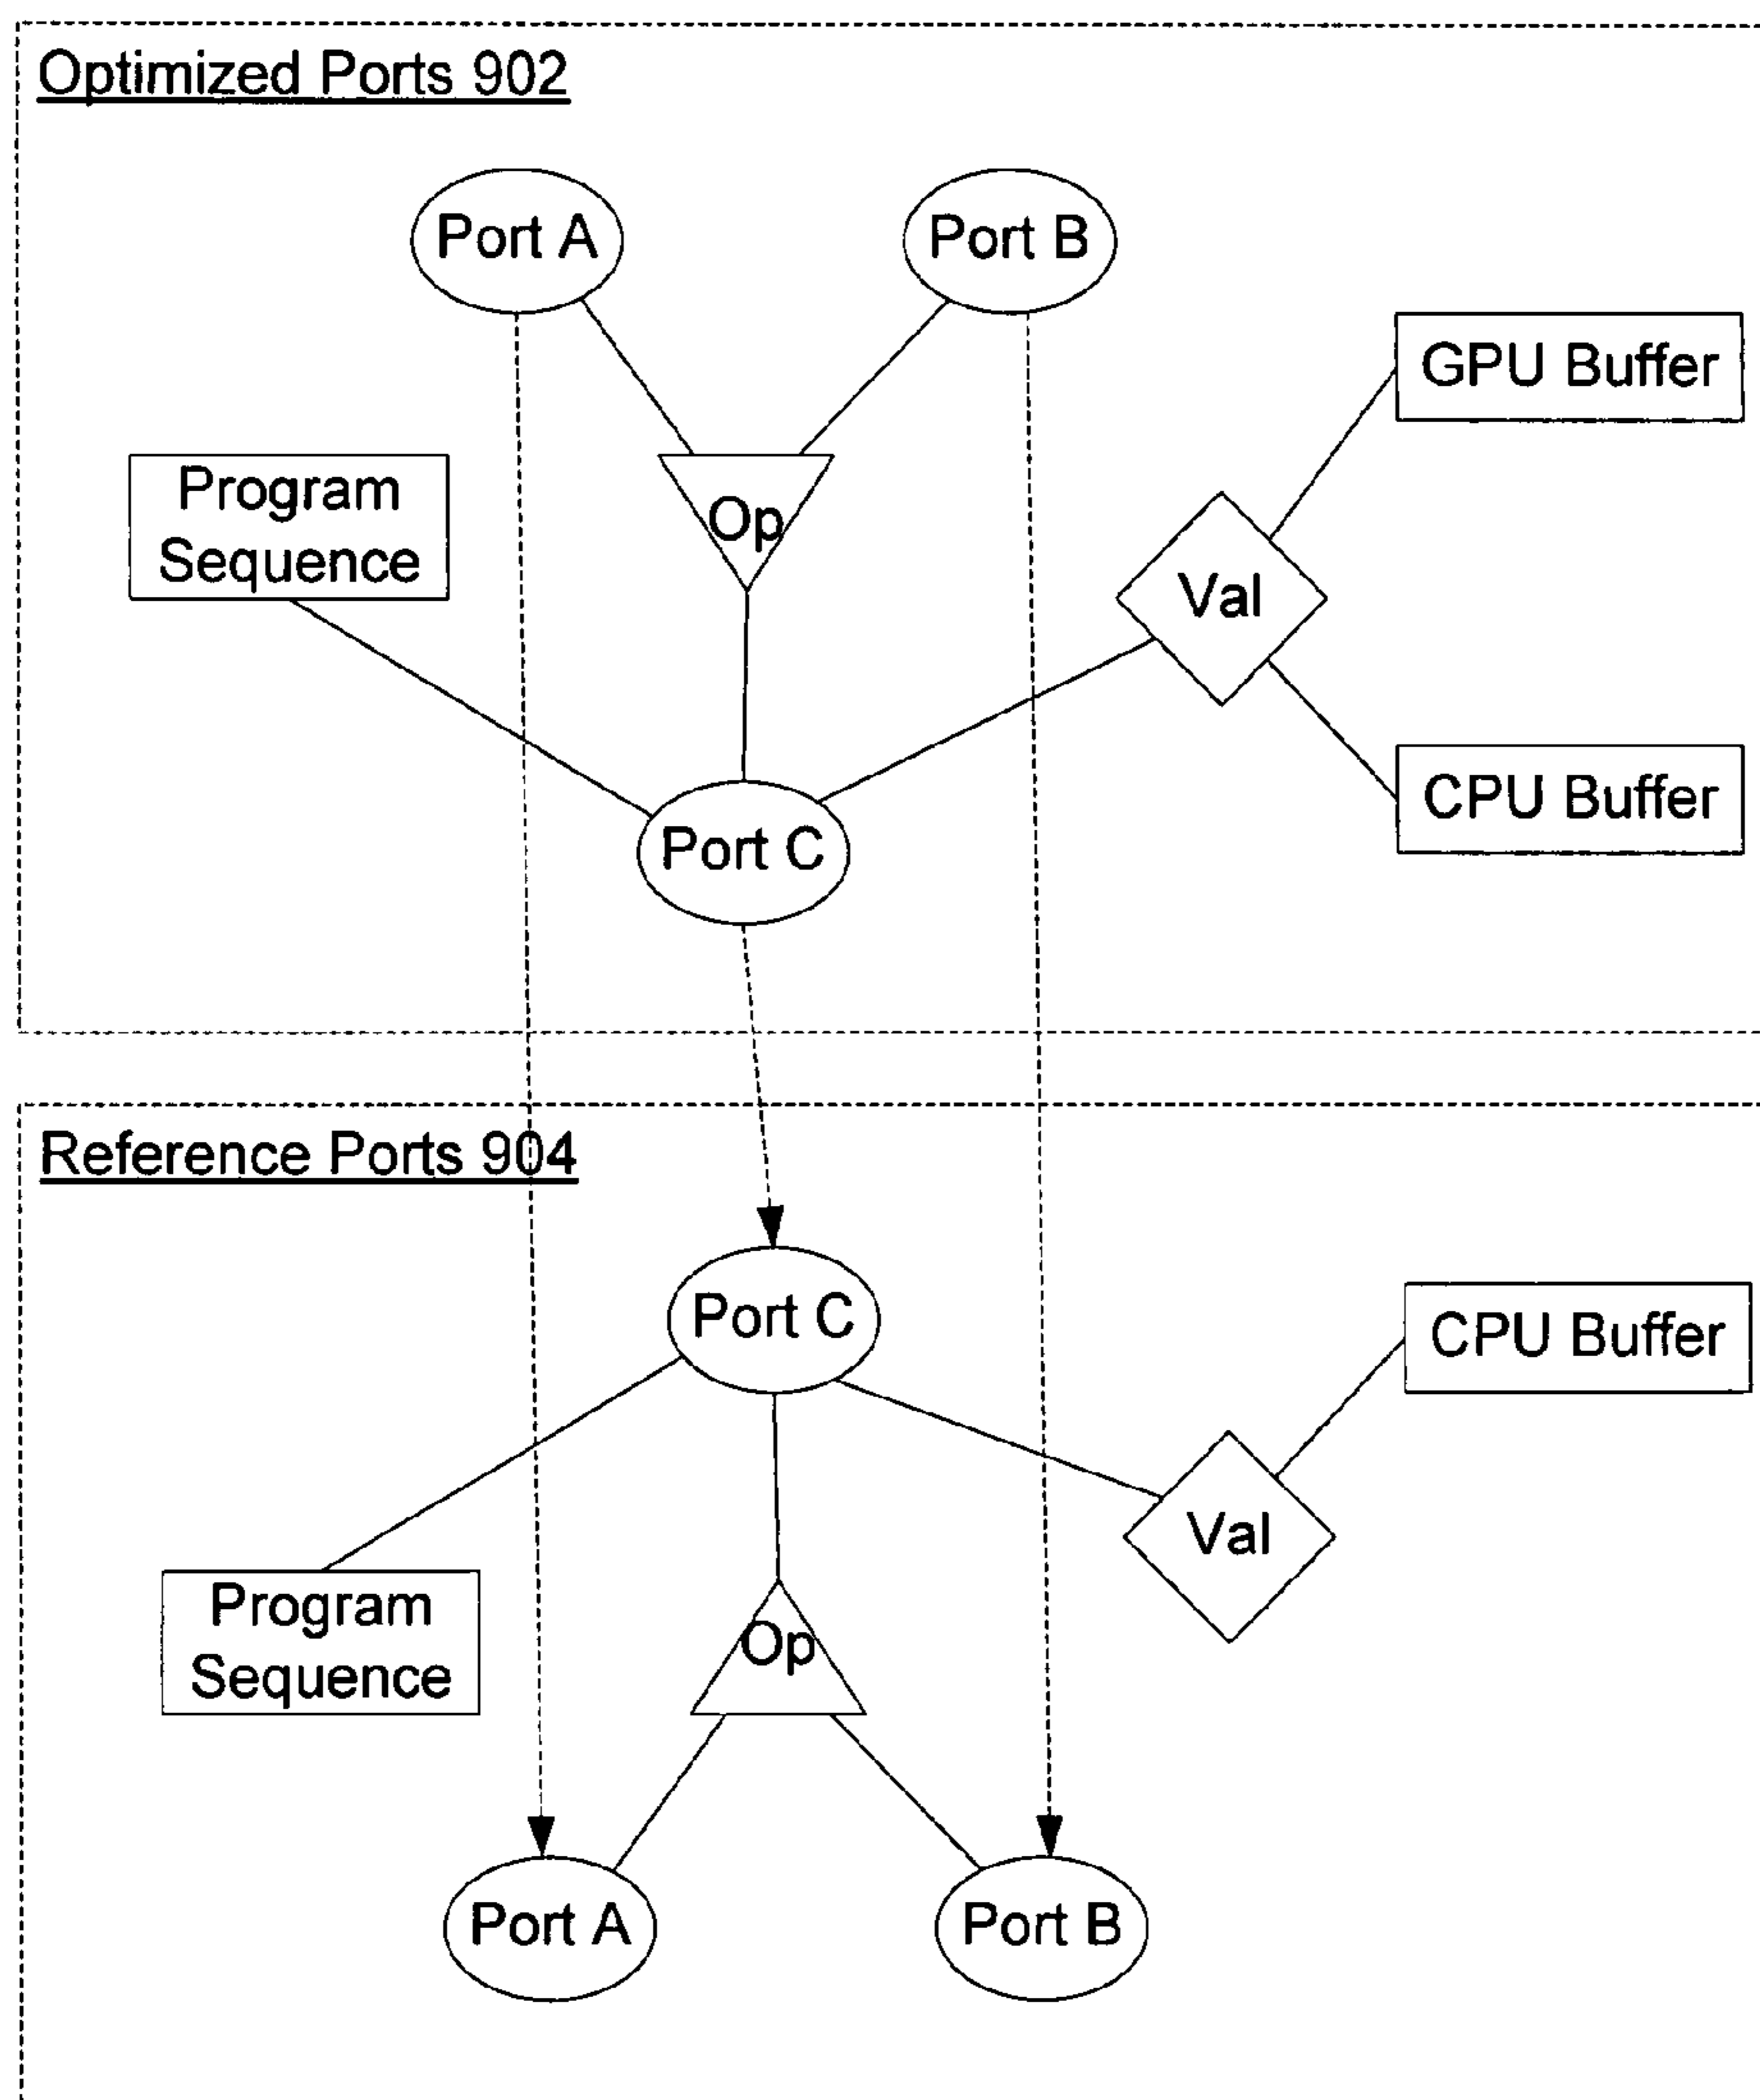 Optimized Ports 902
Port A
Port B
GPU Buffer
Program
Sequence
Op
Val
CPU Buffer
Port C
Reference Ports 904
Port C
CPU Buffer
Val
Program
Sequence
Op
Port A
Port B